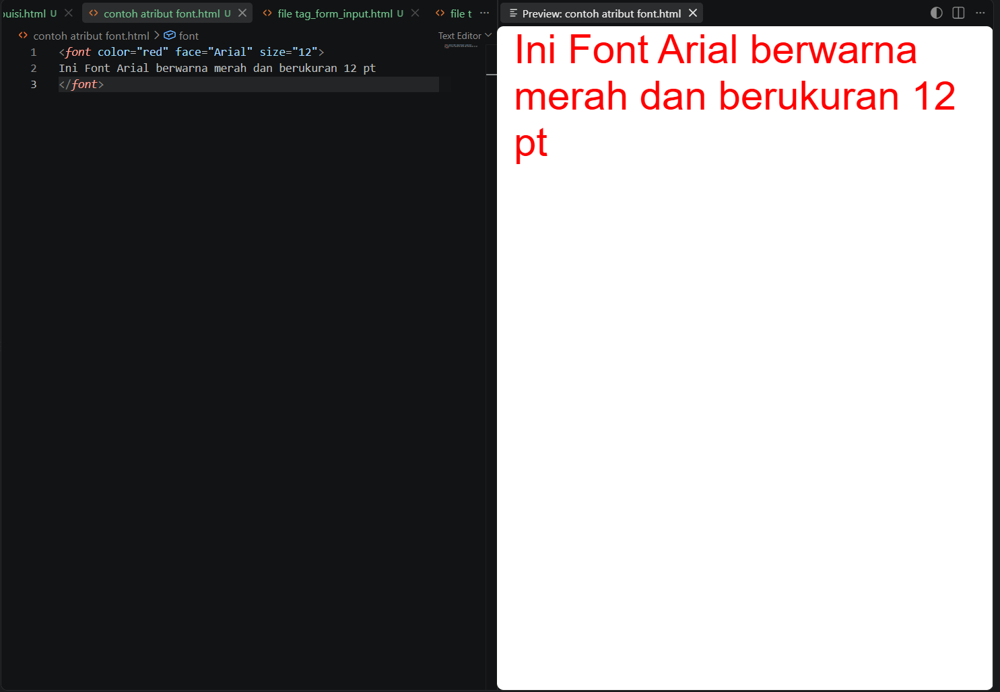 ouisi.html U
contoh atribut font.html U
file tag_form_input.html U
file t
contoh atribut font.html > font
Text Editor
1 <font color="red" face="Arial" size="12">
2 Ini Font Arial berwarna merah dan berukuran 12 pt
3 </font>
Preview: contoh atribut font.html
Ini Font Arial berwarna
merah dan berukuran 12
pt